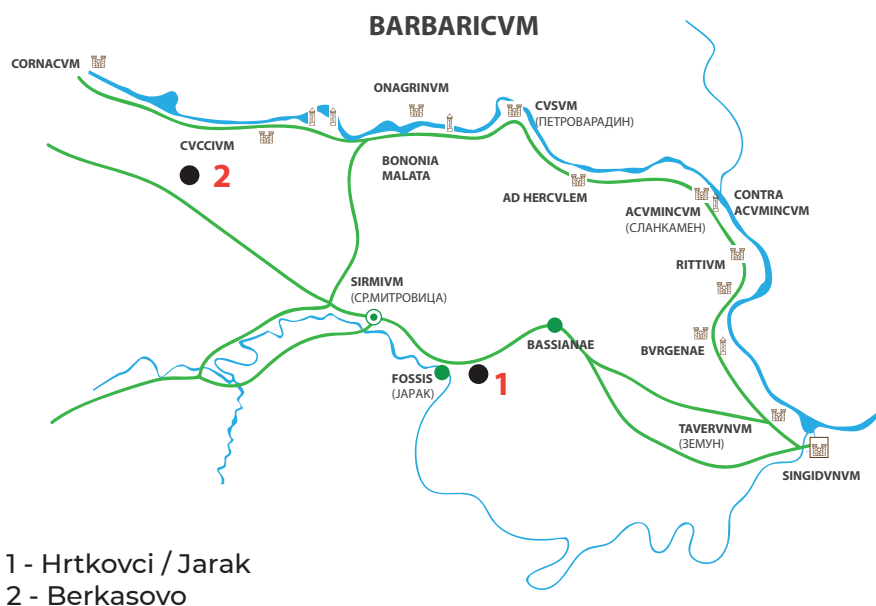 BARBARICVM
CORNACVM
ONAGRINVM
CVSVM
(ПЕТРОВАРАДИН)
CVCCIVM
2
BONONIA
MALATA
AD HERCVLEM
CONTRA
ACVMINCVM
ACVMINCVM
(СЛАНКАМЕН)
RITTIVM
SIRMIVM
(СР.МИТРОВИЦА)
BASSIANAE
BVRGENAE
FOSSIS
(ЈАРАК)
1
TAVERVNVM
(ЗЕМУН)
SINGIDVNVM
1 - Hrtkovci / Jarak
2 - Berkasovo